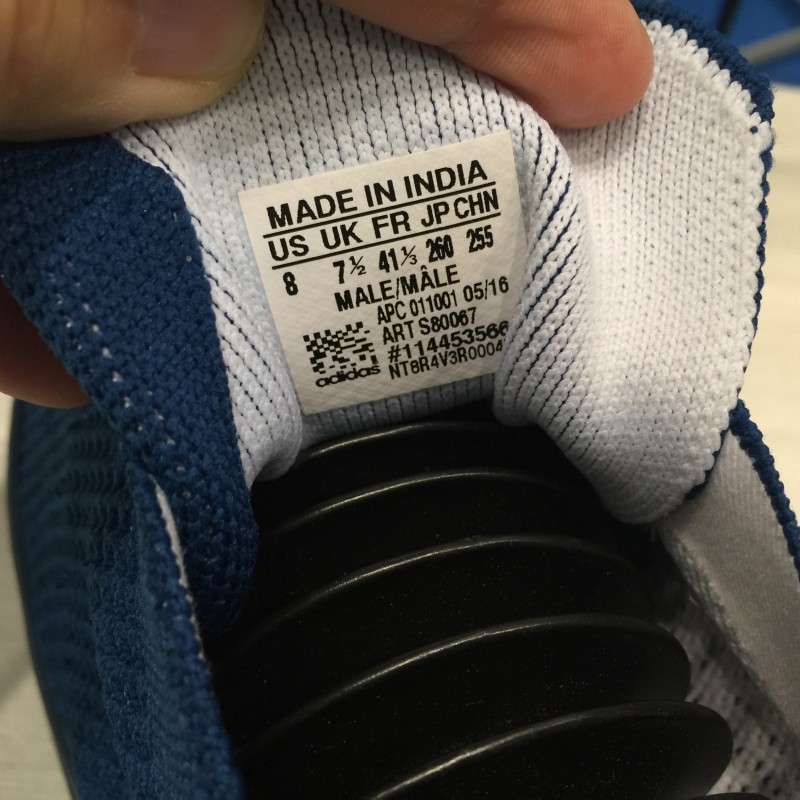 MADE IN INDIA
US UK FR JP CHN
8 7½ 41⅓ 260 255
MALE/MÂLE
APC 011001 05/16
ART S80067
#114453566
NT8R4V3R0004
adidas